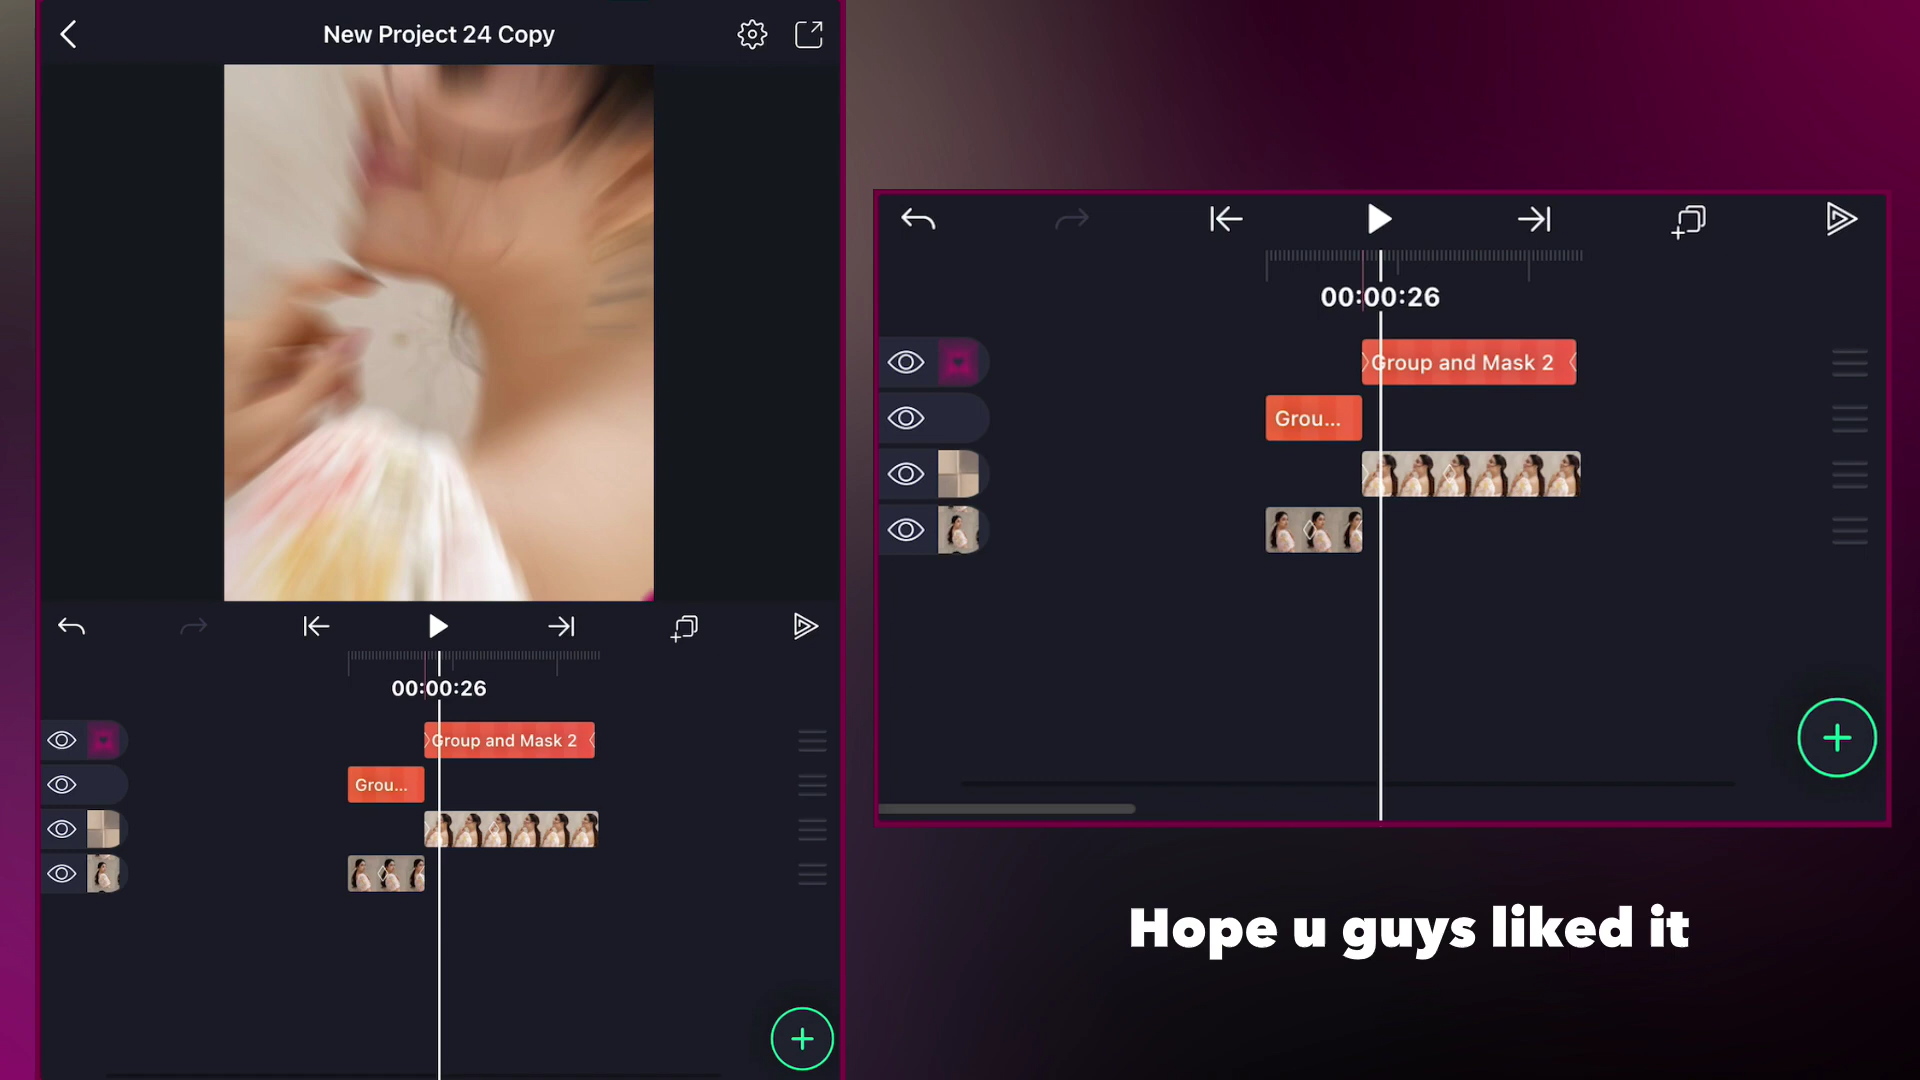 New Project 24 Copy
00:00:26
Group and Mask 2
Grou...
00:00:26
Group and Mask 2
Grou...
Hope u guys liked it